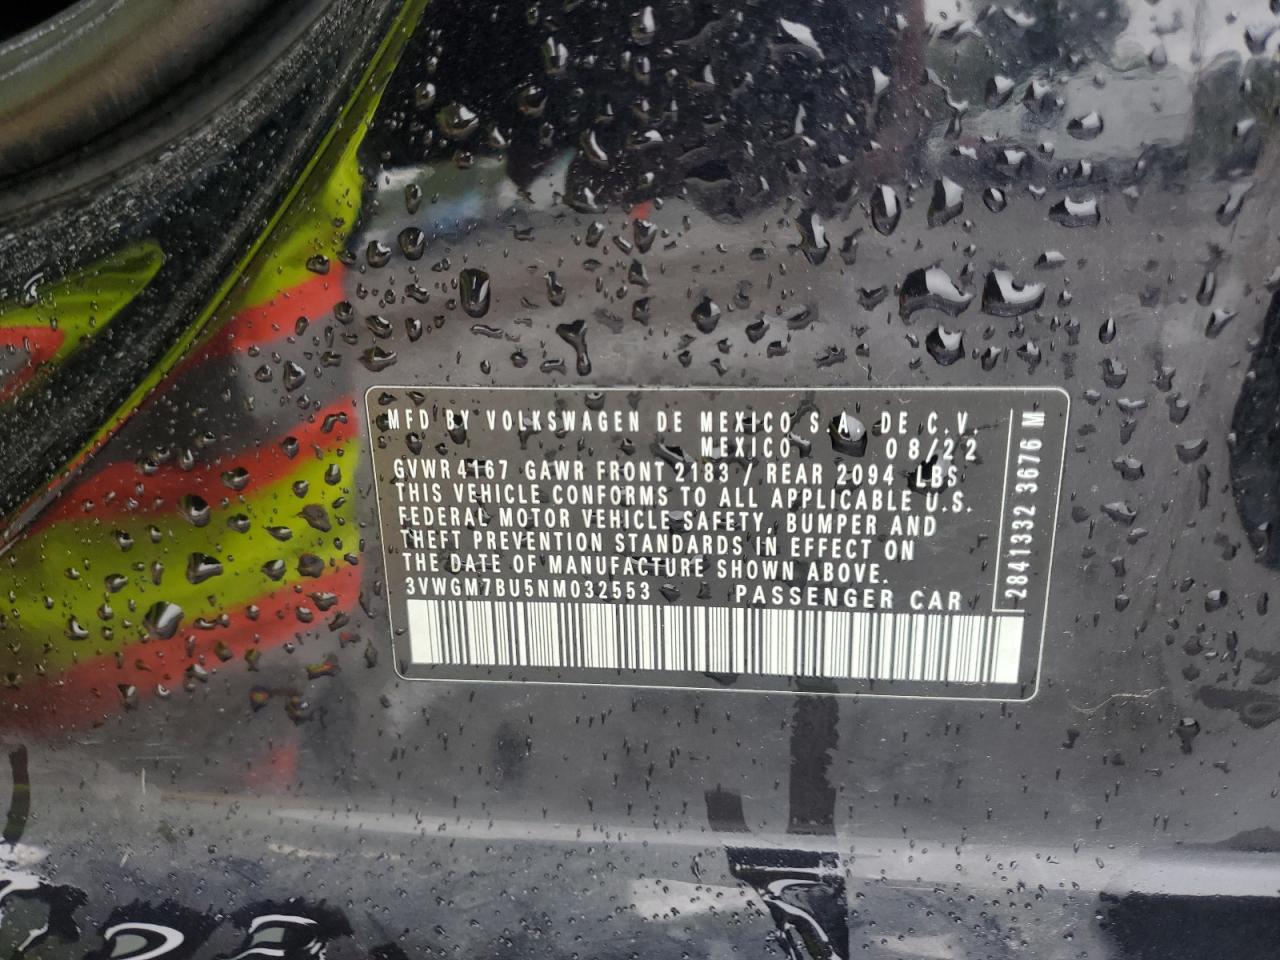 MFD BY VOLKSWAGEN DE MEXICO S.A. DE C.V.
MEXICO 08/22
GVWR 4167 GAWR FRONT 2183 / REAR 2094 LBS
THIS VEHICLE CONFORMS TO ALL APPLICABLE U.S.
FEDERAL MOTOR VEHICLE SAFETY, BUMPER AND
THEFT PREVENTION STANDARDS IN EFFECT ON
THE DATE OF MANUFACTURE SHOWN ABOVE.
3VWGM7BU5NM032553 PASSENGER CAR
2841332 3676 M